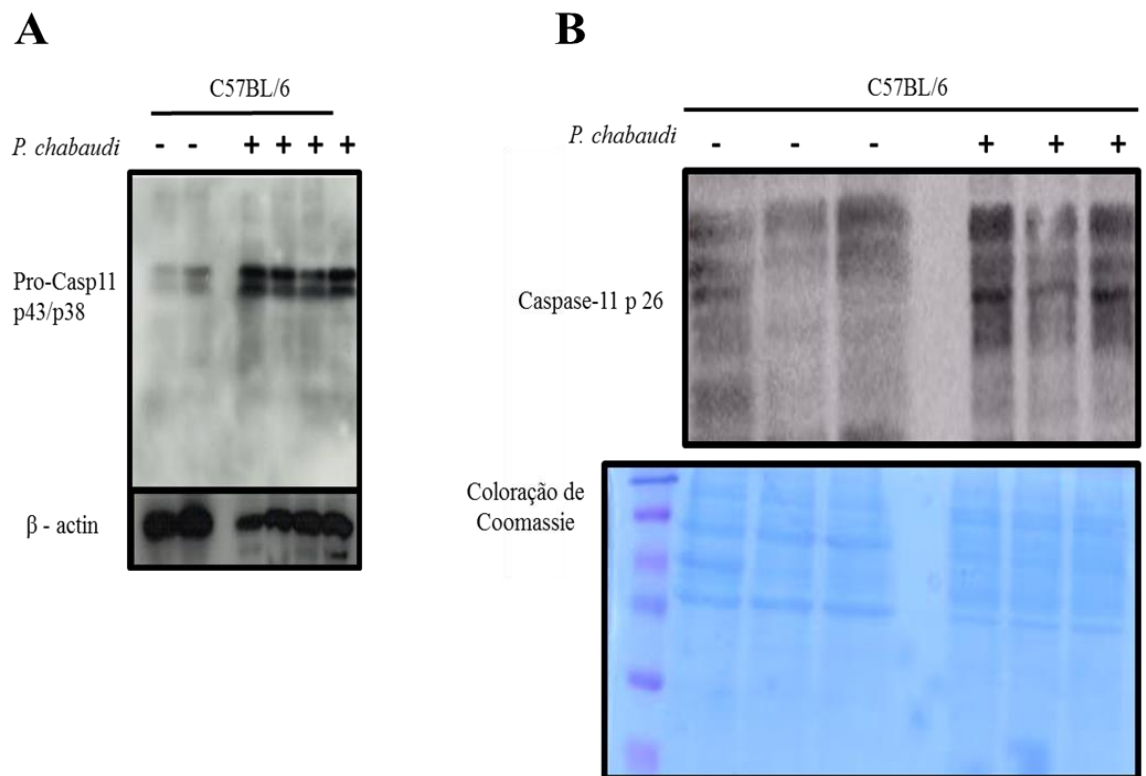 A
C57BL/6
P. chabaudi - - + + + +
Pro-Casp11
p43/p38
β - actin
B
C57BL/6
P. chabaudi - - - + + +
Caspase-11 p 26
Coloração de
Coomassie